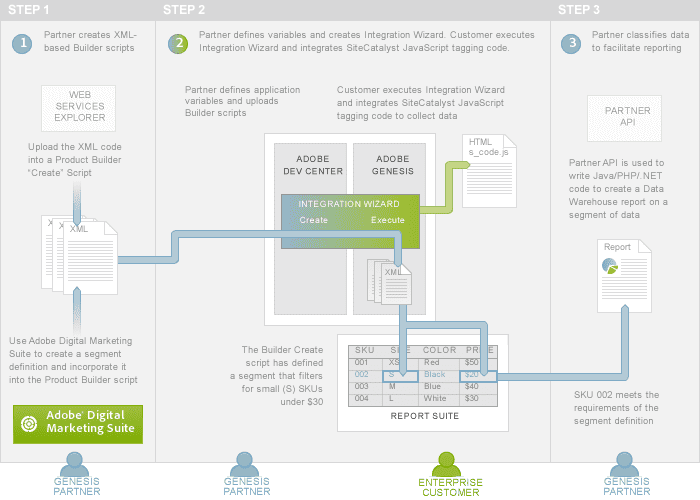 STEP 1
STEP 2
STEP 3
1
Partner creates XML-
based Builder scripts
2
Partner defines variables and creates Integration Wizard. Customer executes
Integration Wizard and integrates SiteCatalyst JavaScript tagging code.
3
Partner classifies data
to facilitate reporting
WEB
SERVICES
EXPLORER
Upload the XML code
into a Product Builder
“Create” Script
XML
Use Adobe Digital Marketing
Suite to create a segment
definition and incorporate it
into the Product Builder script
Adobe® Digital
Marketing Suite
Partner defines application
variables and uploads
Builder scripts
Customer executes Integration Wizard
and integrates SiteCatalyst JavaScript
tagging code to collect data
ADOBE
DEV CENTER
ADOBE
GENESIS
HTML
s_code.js
INTEGRATION WIZARD
Create Execute
XML
The Builder Create
script has defined
a segment that filters
for small (S) SKUs
under $30
SKU SIZE COLOR PRICE
001 XS Red $50
002 S Black $20
003 M Blue $40
004 L White $30
REPORT SUITE
PARTNER
API
Partner API is used to
write Java/PHP/.NET
code to create a Data
Warehouse report on a
segment of data
Report
SKU 002 meets the
requirements of the
segment definition
GENESIS
PARTNER
GENESIS
PARTNER
ENTERPRISE
CUSTOMER
GENESIS
PARTNER